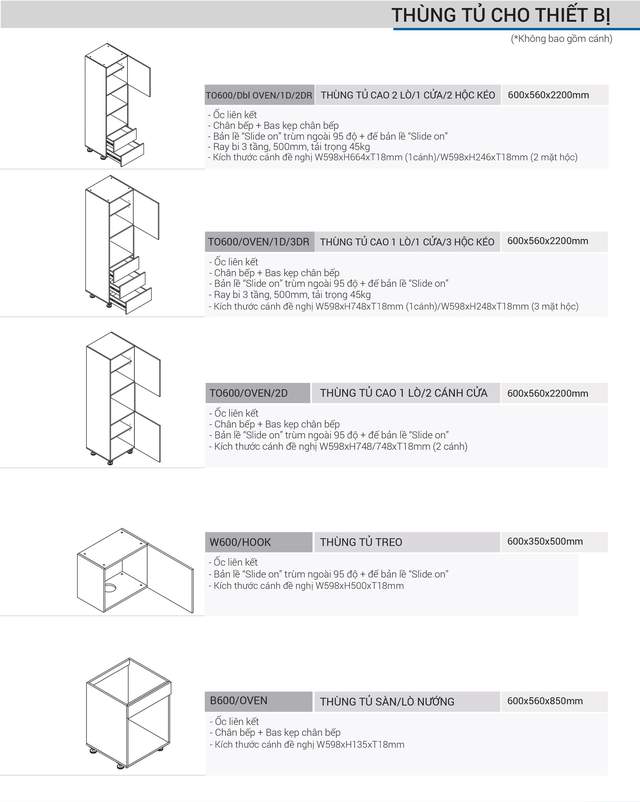 THÙNG TỦ CHO THIẾT BỊ
(*Không bao gồm cánh)
TO600/Dbl OVEN/1D/2DR THÙNG TỦ CAO 2 LÒ/1 CỬA/2 HỘC KÉO 600x560x2200mm
- Ốc liên kết
- Chân bếp + Bas kẹp chân bếp
- Bản lề “Slide on” trùm ngoài 95 độ + đế bản lề “Slide on”
- Ray bi 3 tầng, 500mm, tải trọng 45kg
- Kích thước cánh đề nghị W598xH664xT18mm (1cánh)/W598xH246xT18mm (2 mặt hộc)
TO600/OVEN/1D/3DR THÙNG TỦ CAO 1 LÒ/1 CỬA/3 HỘC KÉO 600x560x2200mm
- Ốc liên kết
- Chân bếp + Bas kẹp chân bếp
- Bản lề “Slide on” trùm ngoài 95 độ + đế bản lề “Slide on”
- Ray bi 3 tầng, 500mm, tải trọng 45kg
- Kích thước cánh đề nghị W598xH748xT18mm (1cánh)/W598xH248xT18mm (3 mặt hộc)
TO600/OVEN/2D THÙNG TỦ CAO 1 LÒ/2 CÁNH CỬA 600x560x2200mm
- Ốc liên kết
- Chân bếp + Bas kẹp chân bếp
- Bản lề “Slide on” trùm ngoài 95 độ + đế bản lề “Slide on”
- Kích thước cánh đề nghị W598xH748/748xT18mm (2 cánh)
W600/HOOK THÙNG TỦ TREO 600x350x500mm
- Ốc liên kết
- Bản lề “Slide on” trùm ngoài 95 độ + đế bản lề “Slide on”
- Kích thước cánh đề nghị W598xH500xT18mm
B600/OVEN THÙNG TỦ SÀN/LÒ NƯỚNG 600x560x850mm
- Ốc liên kết
- Chân bếp + Bas kẹp chân bếp
- Kích thước cánh đề nghị W598xH135xT18mm